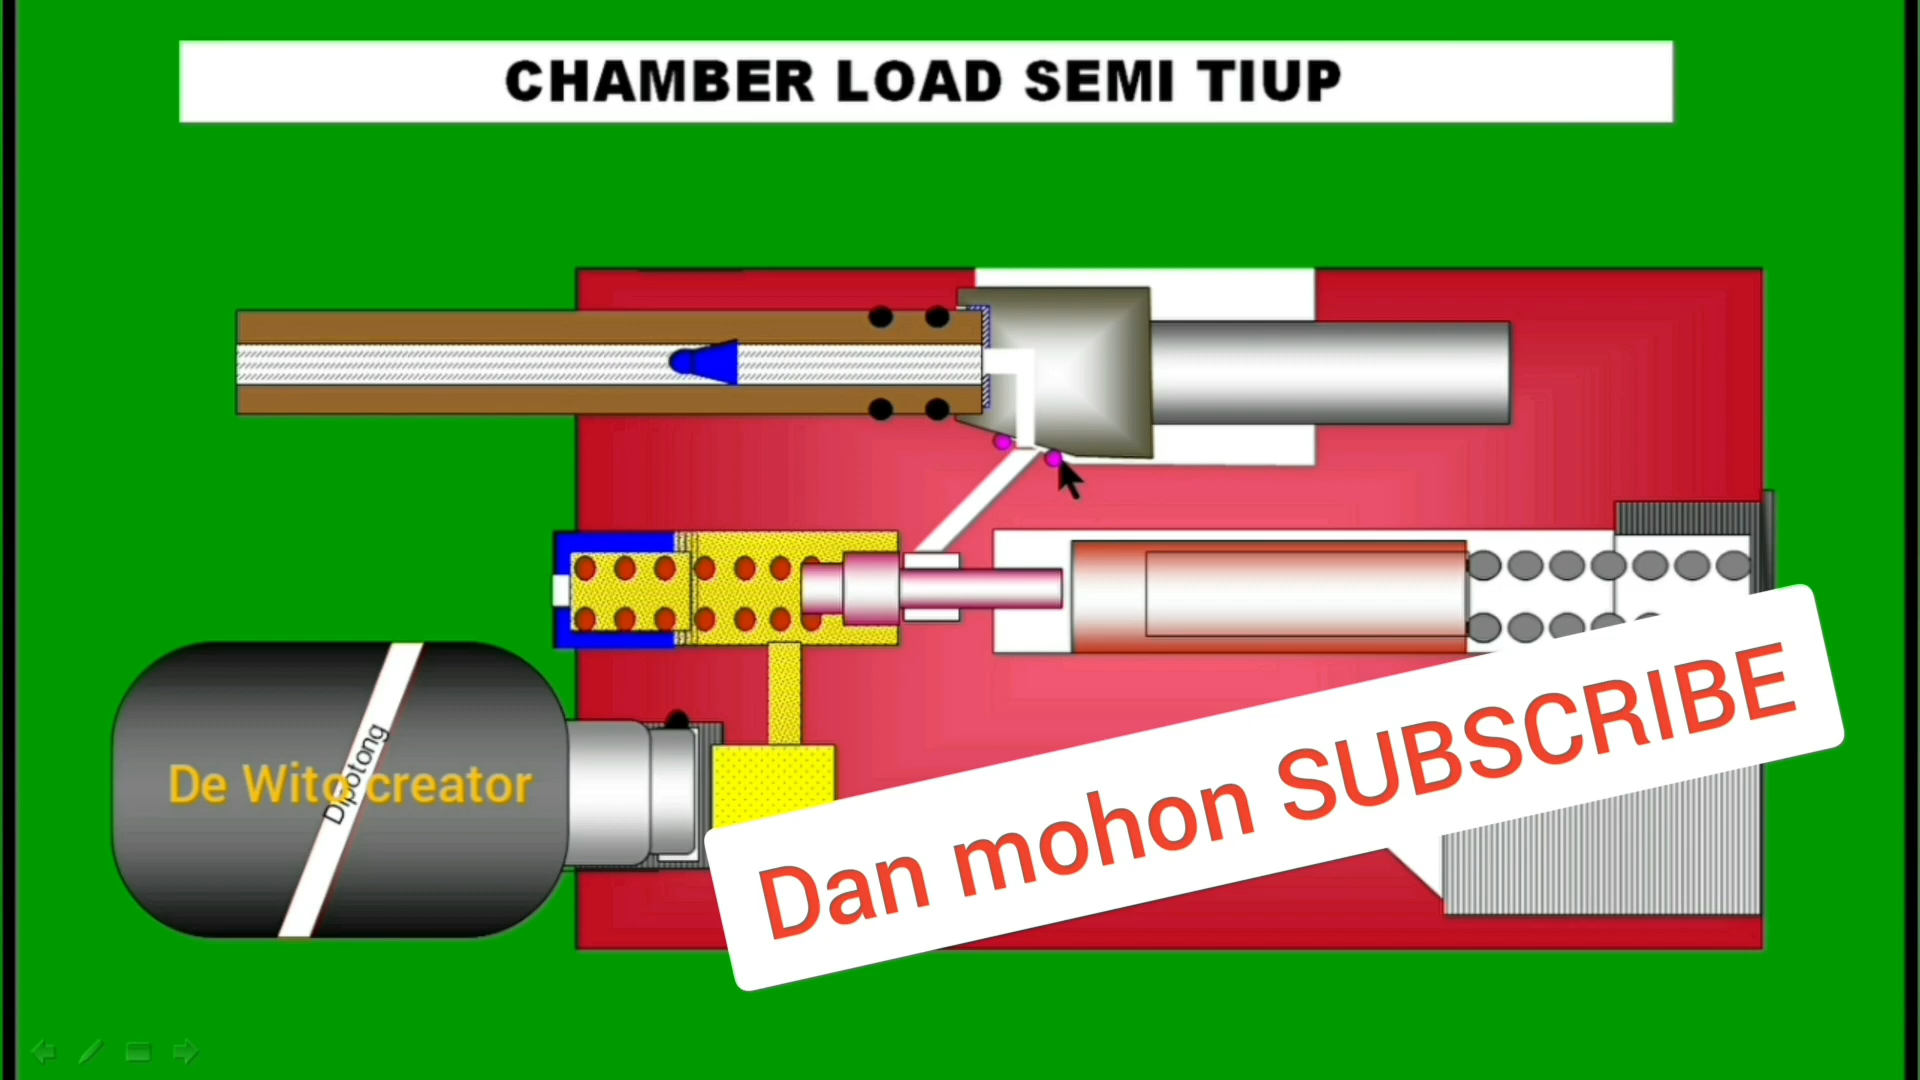 CHAMBER LOAD SEMI TIUP
De Wito creator
Dipotong
Dan mohon SUBSCRIBE